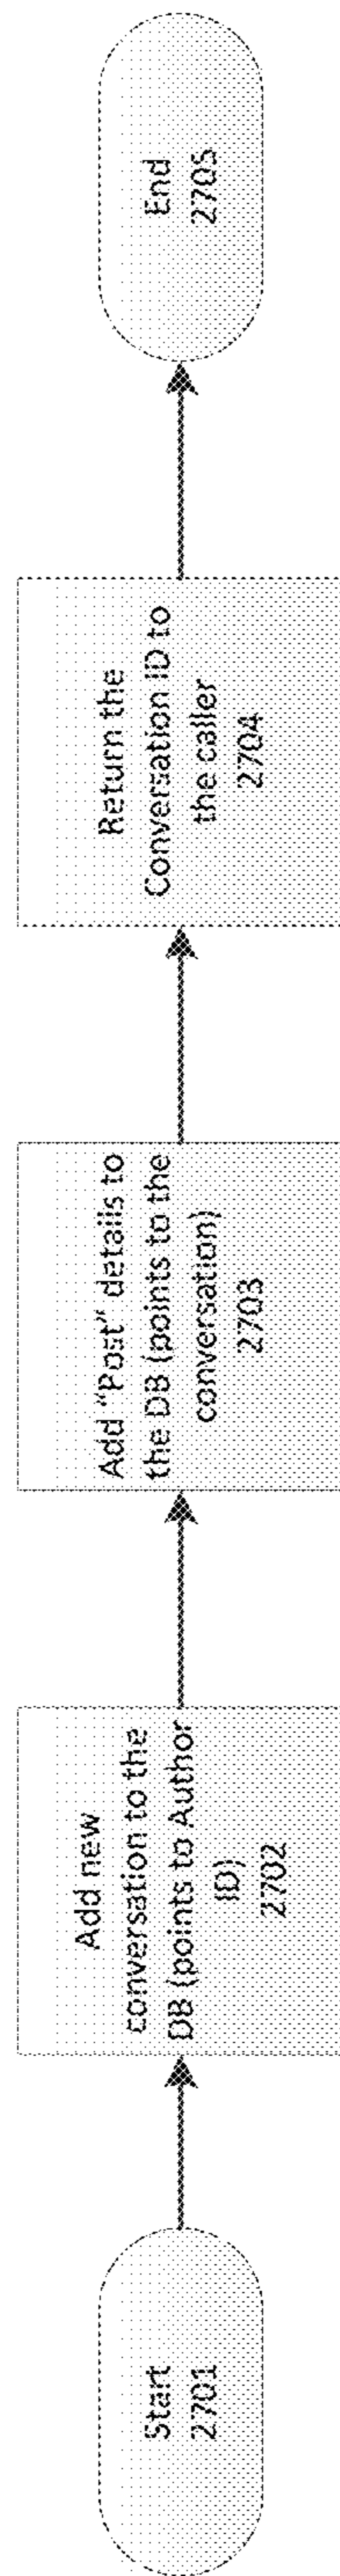 Start
2701
Add new
conversation to the
DB (points to Author
ID)
2702
Add "Post" details to
the DB (points to the
conversation)
2703
Return the
Conversation ID to
the caller
2704
End
2705